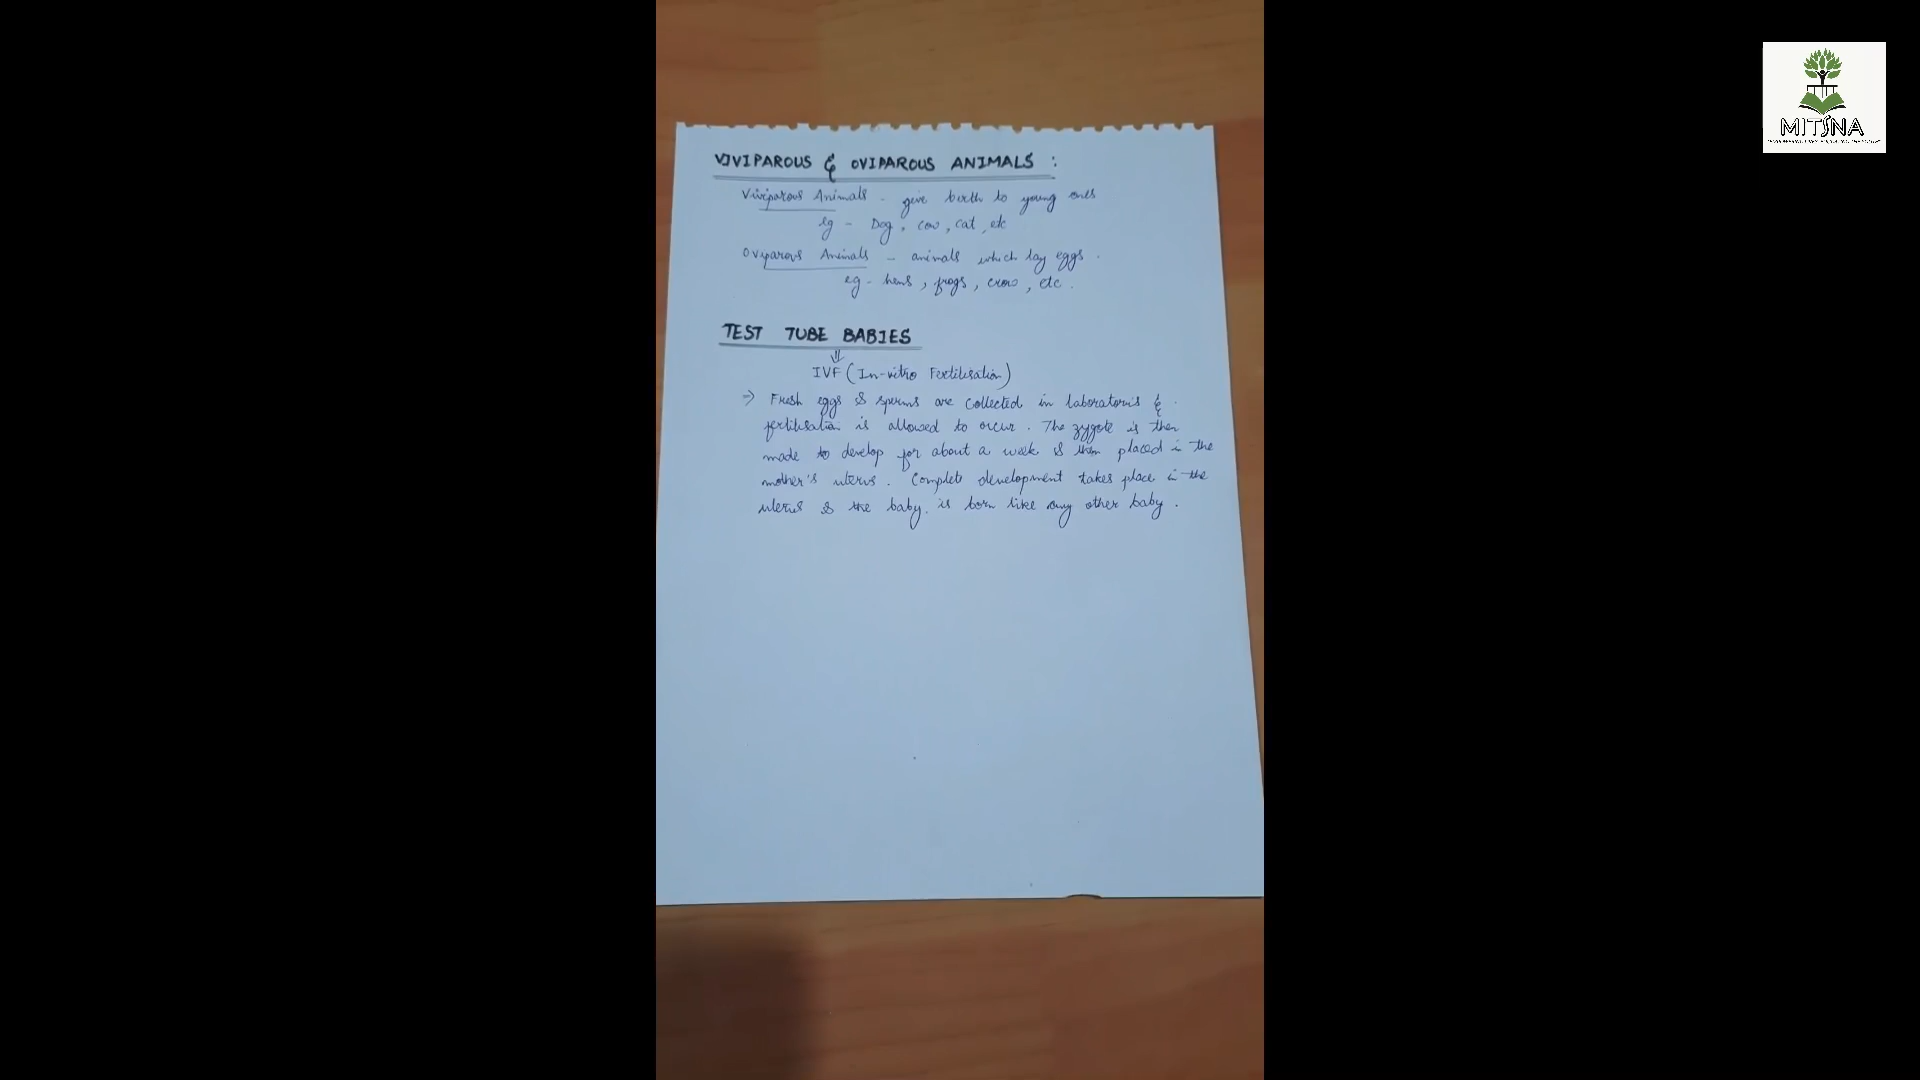 VIVIPAROUS & OVIPAROUS ANIMALS :
Viviparous Animals - give birth to young ones
eg - Dog, cow, cat, etc
Oviparous Animals - animals which lay eggs.
eg - hens, frogs, crow, etc.
TEST TUBE BABIES
⇓
IVF (In-vitro Fertilisation)
⇒ Fresh eggs & sperms are collected in laboratoris &
fertilisation is allowed to occur. The zygote is then
made to develop for about a week & then placed in the
mother's uterus. Complete development takes place in the
uterus & the baby is born like any other baby.
MITSNA